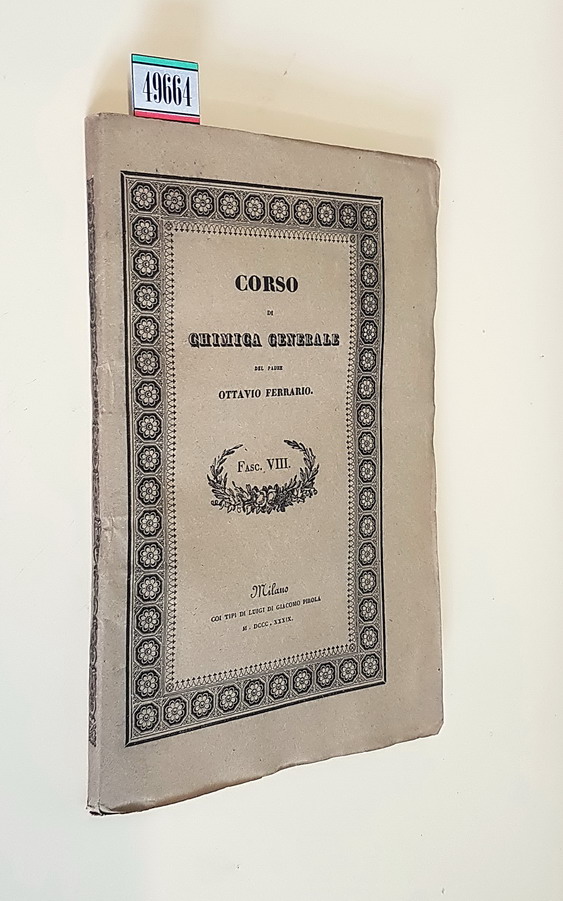 49664
CORSO
DI
CHIMICA GENERALE
DEL PADRE
OTTAVIO FERRARIO.
FASC. VIII.
Milano
COI TIPI DI LUIGI DI GIACOMO PIROLA
M. DCCC. XXXIX.